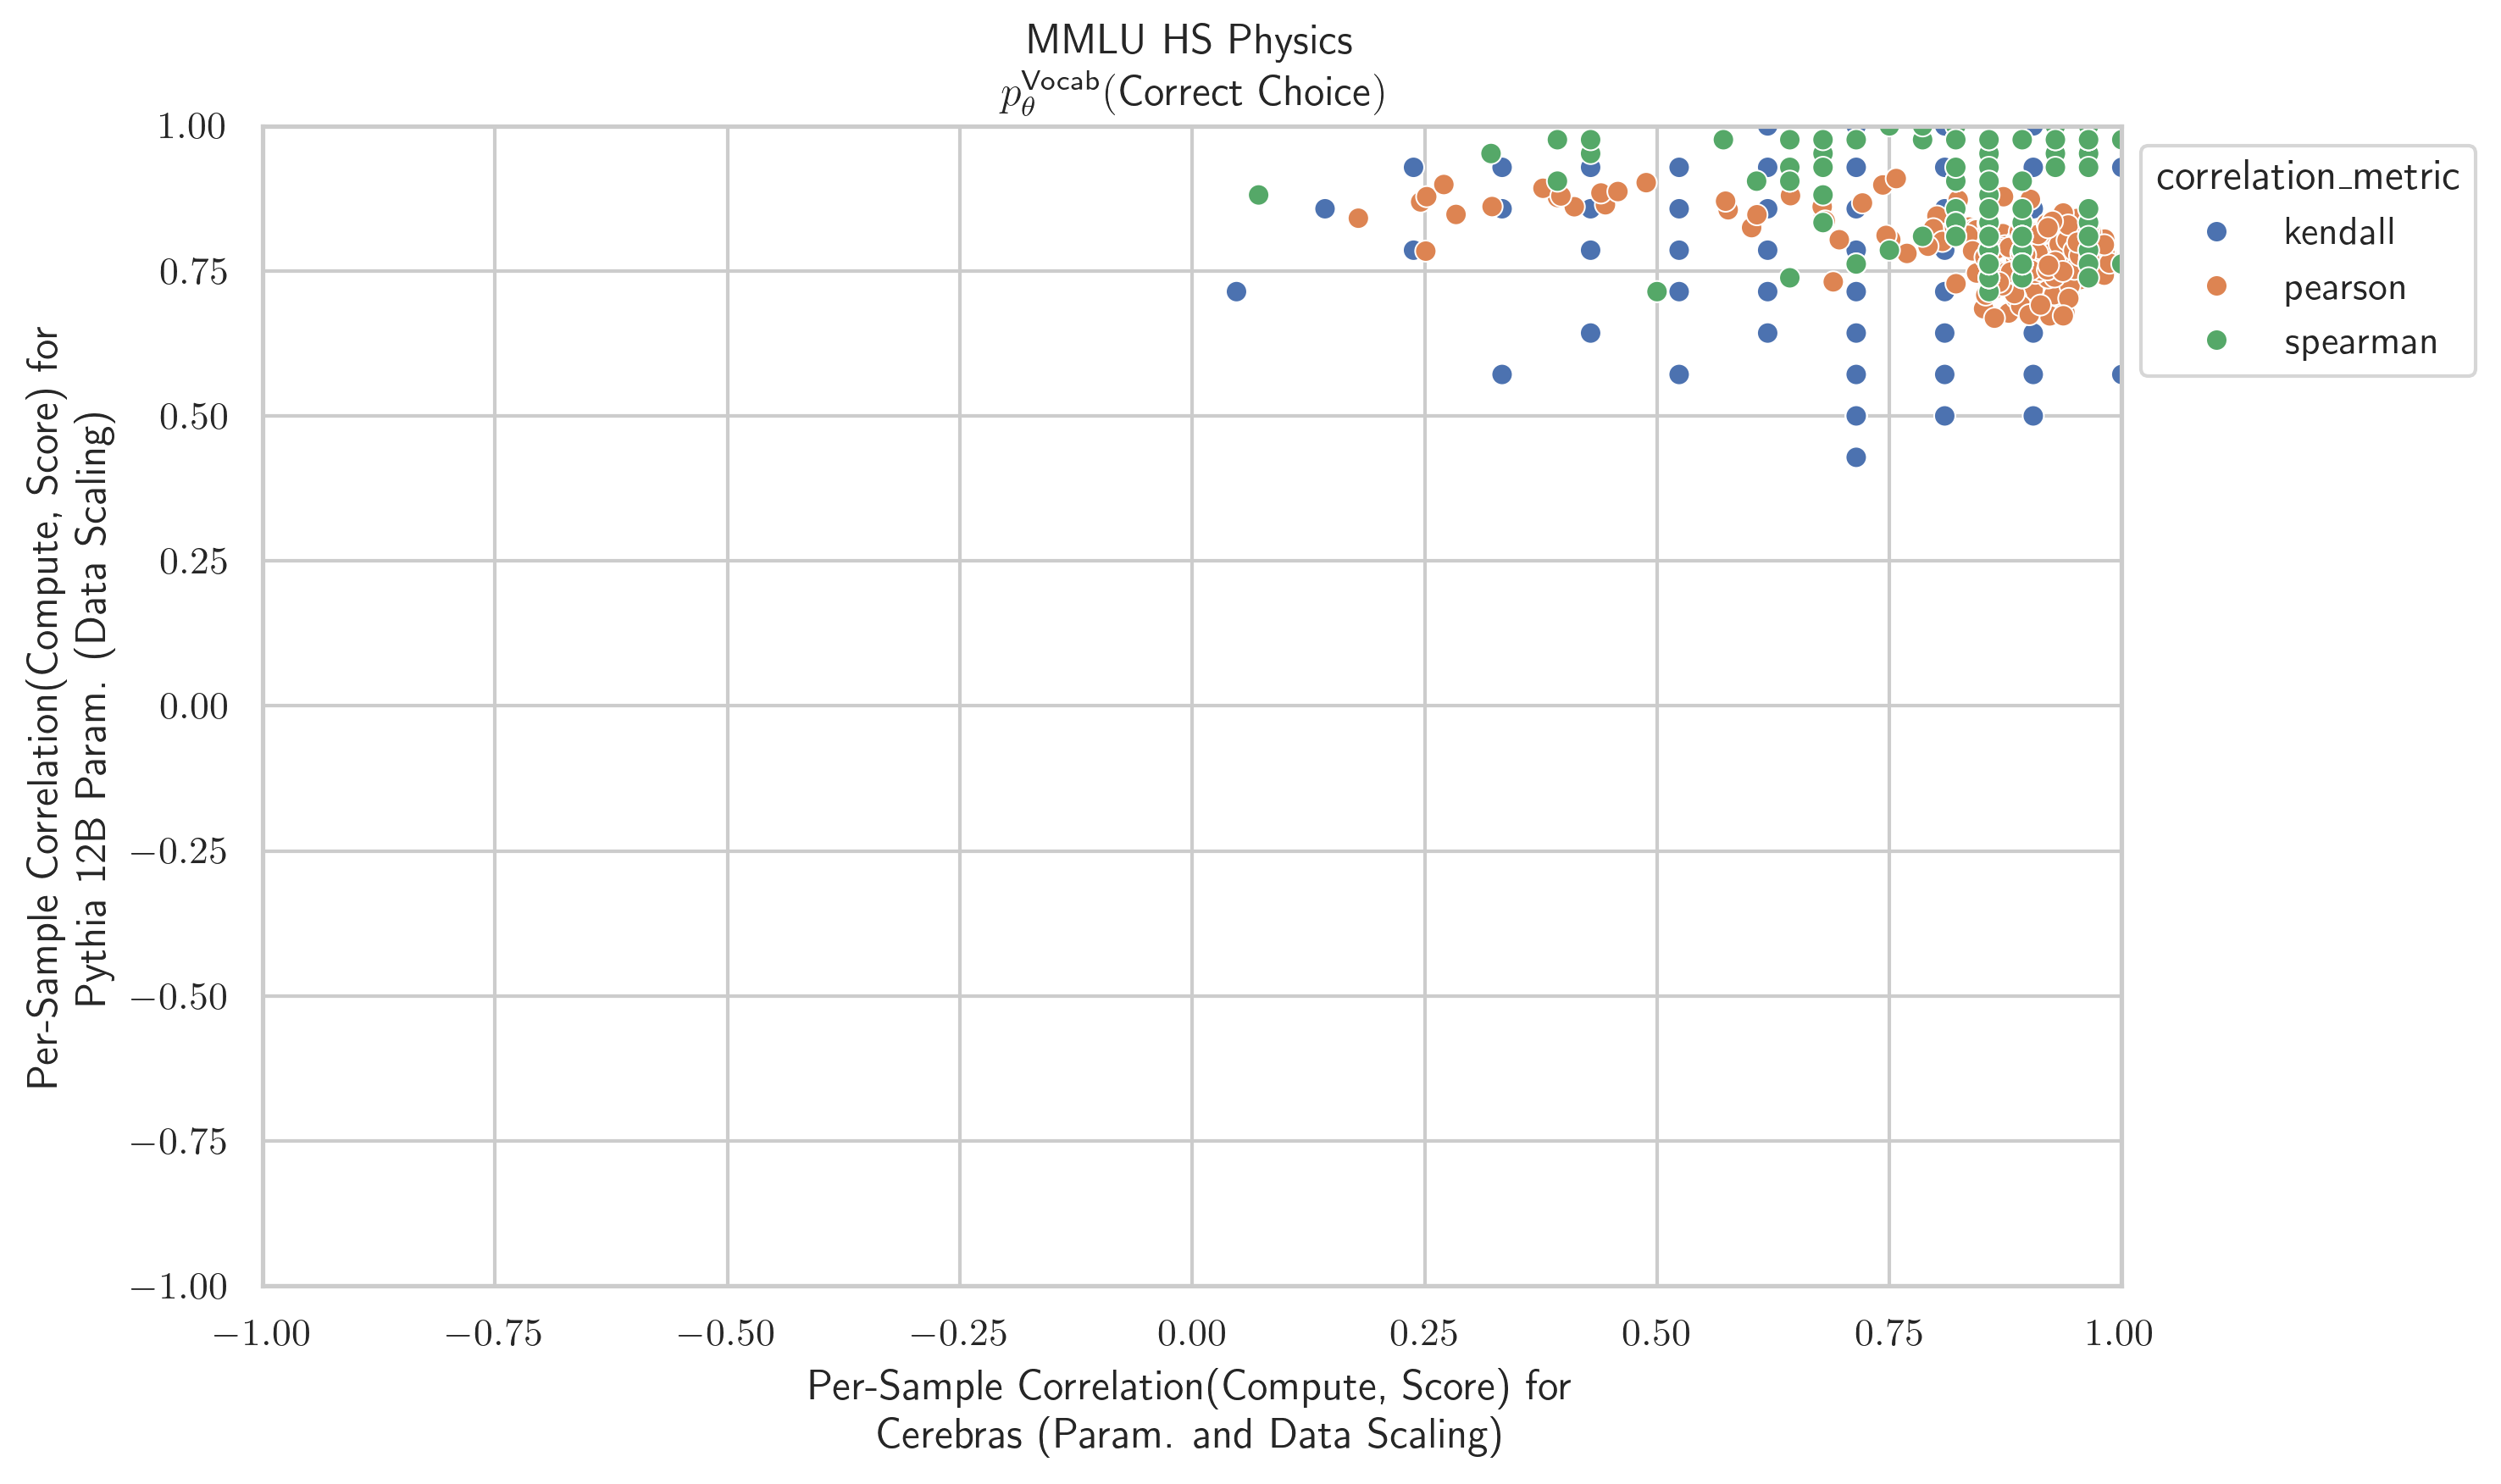 MMLU HS Physics
p_θ^Vocab(Correct Choice)
1.00
0.75
0.50
0.25
0.00
−0.25
−0.50
−0.75
−1.00
Per-Sample Correlation(Compute, Score) for
Pythia 12B Param. (Data Scaling)
−1.00 −0.75 −0.50 −0.25 0.00 0.25 0.50 0.75 1.00
Per-Sample Correlation(Compute, Score) for
Cerebras (Param. and Data Scaling)
correlation_metric
kendall
pearson
spearman